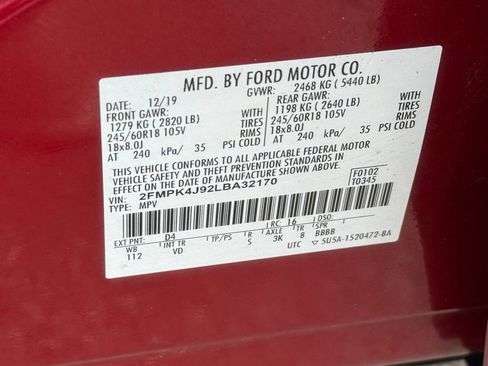 MFD. BY FORD MOTOR CO.
DATE: 12/19 GVWR: 2468 KG ( 5440 LB)
FRONT GAWR: REAR GAWR:
1279 KG ( 2820 LB) 1198 KG ( 2640 LB)
245/60R18 105V TIRES 245/60R18 105V TIRES
18x8.0J RIMS 18x8.0J RIMS
AT 240 kPa/ 35 PSI COLD AT 240 kPa/ 35 PSI COLD
THIS VEHICLE CONFORMS TO ALL APPLICABLE FEDERAL MOTOR
VEHICLE SAFETY AND THEFT PREVENTION STANDARDS IN
EFFECT ON THE DATE OF MANUFACTURE SHOWN ABOVE.
VIN: 2FMPK4J92LBA32170 F0102
TYPE: MPV T0345
EXT PNT: D4 RC: 16 DSO:
WB INT TR TP/PS R AXLE TR SPR
112 VD S 3K 8 BBBB
UTC 5U5A-1520472-BA